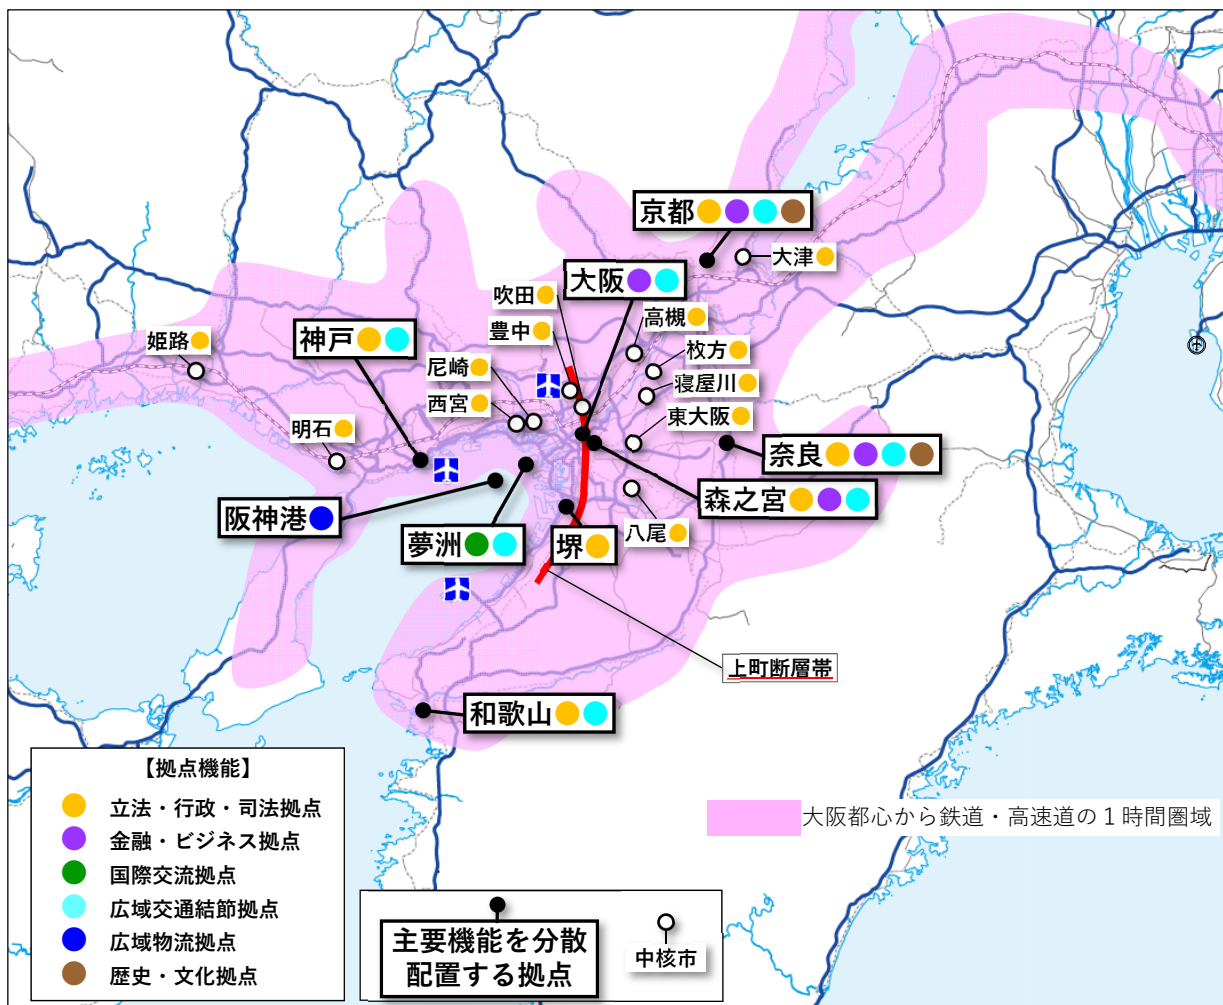 京都
大津
大阪
吹田
高槻
豊中
姫路
神戸
枚方
尼崎
寝屋川
西宮
東大阪
明石
奈良
森之宮
阪神港
夢洲
堺
八尾
上町断層帯
和歌山
【拠点機能】
立法・行政・司法拠点
金融・ビジネス拠点
国際交流拠点
広域交通結節拠点
広域物流拠点
歴史・文化拠点
大阪都心から鉄道・高速道の1時間圏域
主要機能を分散
配置する拠点
中核市